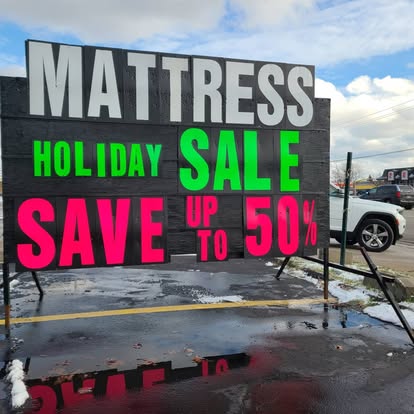 MATTRESS
HOLIDAY SALE
SAVE UP TO 50%